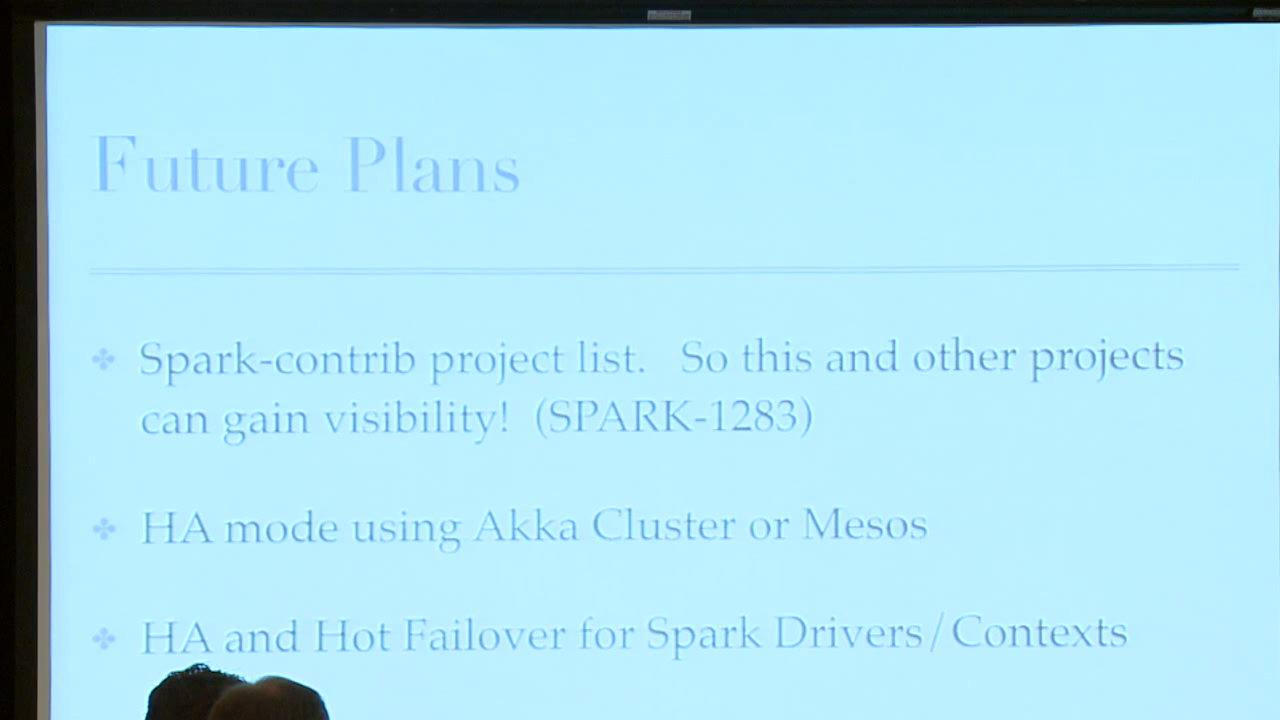 Future Plans
Spark-contrib project list. So this and other projects
can gain visibility! (SPARK-1283)
HA mode using Akka Cluster or Mesos
HA and Hot Failover for Spark Drivers/Contexts